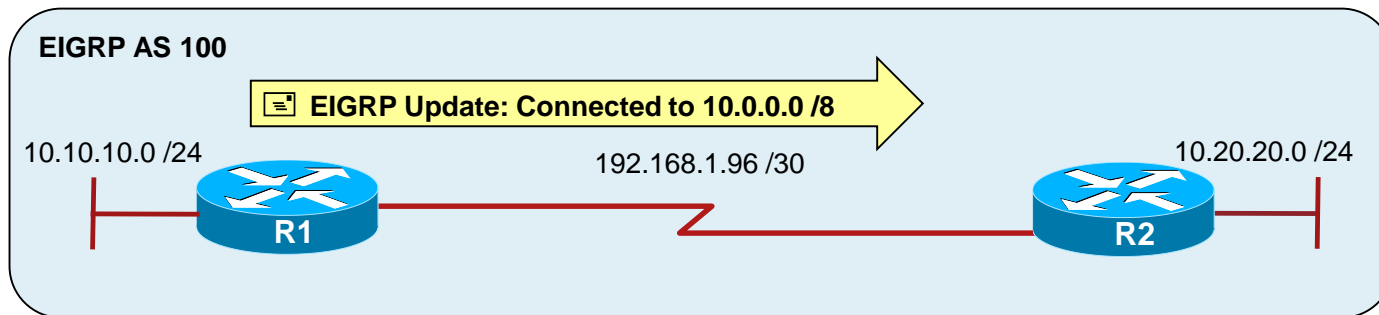 EIGRP AS 100
EIGRP Update: Connected to 10.0.0.0 /8
10.10.10.0 /24
192.168.1.96 /30
10.20.20.0 /24
R1
R2